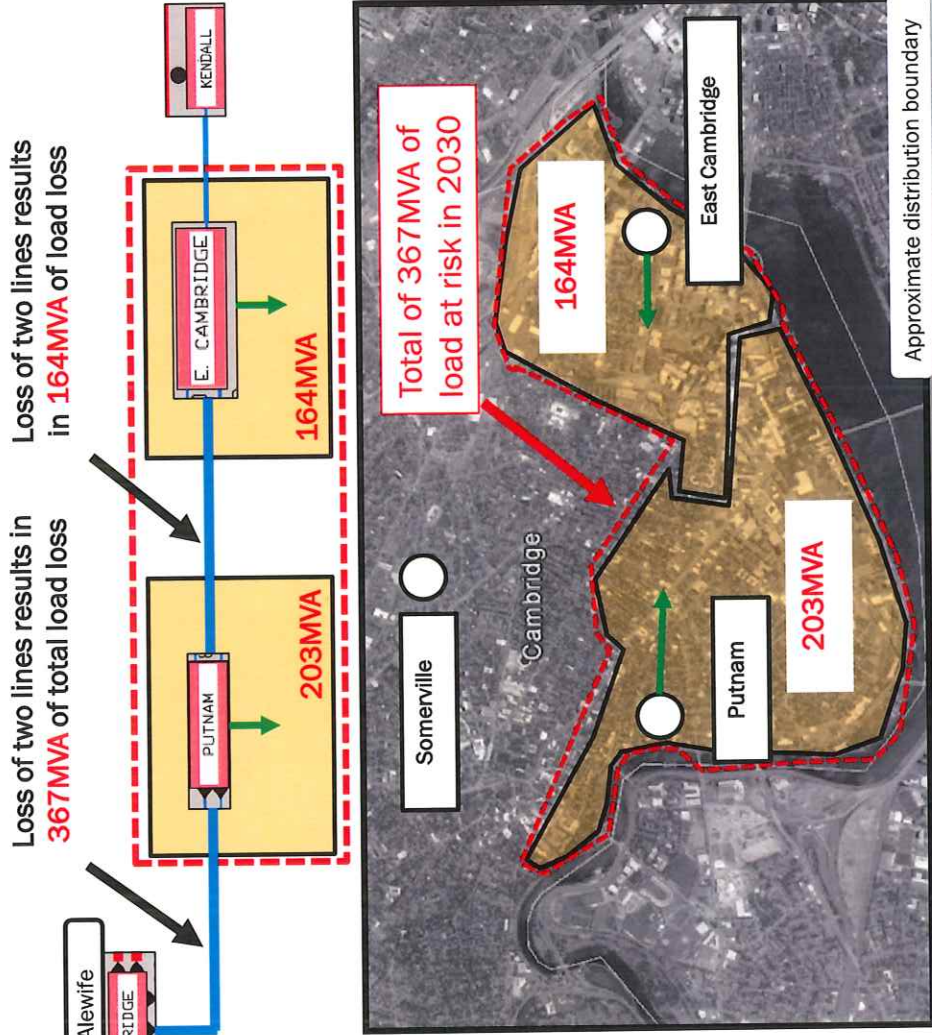 Loss of two lines results in
367MVA of total load loss
Loss of two lines results
in 164MVA of load loss
Alewife
RIDGE
PUTNAM
203MVA
E. CAMBRIDGE
164MVA
KENDALL
Somerville
Cambridge
Total of 367MVA of
load at risk in 2030
164MVA
East Cambridge
Putnam
203MVA
Approximate distribution boundary